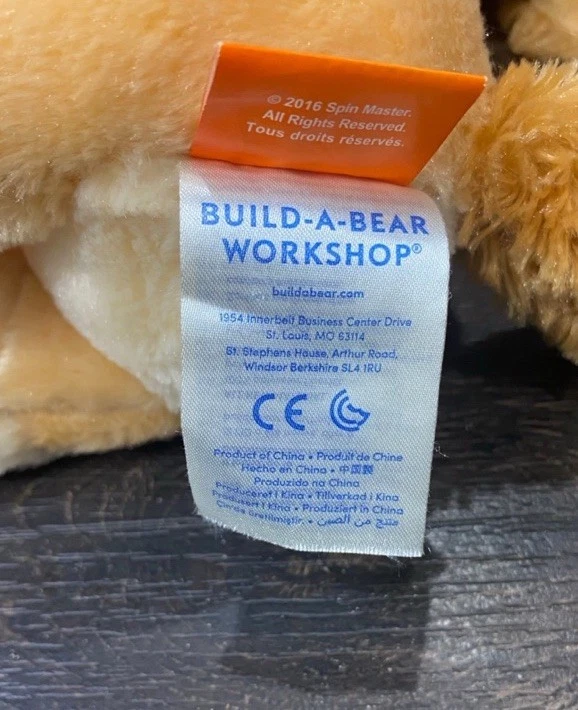 © 2016 Spin Master.
All Rights Reserved.
Tous droits réservés.
BUILD-A-BEAR
WORKSHOP®
buildabear.com
1954 Innerbelt Business Center Drive
St. Louis, MO 63114
St. Stephens House, Arthur Road,
Windsor Berkshire SL4 1RU
CE
Product of China • Produit de Chine
Hecho en China • 中国製
Produzido na China
Produceret i Kina • Tillverkad i Kina
Produsert i Kina • Produziert in China
Çin'de üretilmiştir. • منتج من الصين